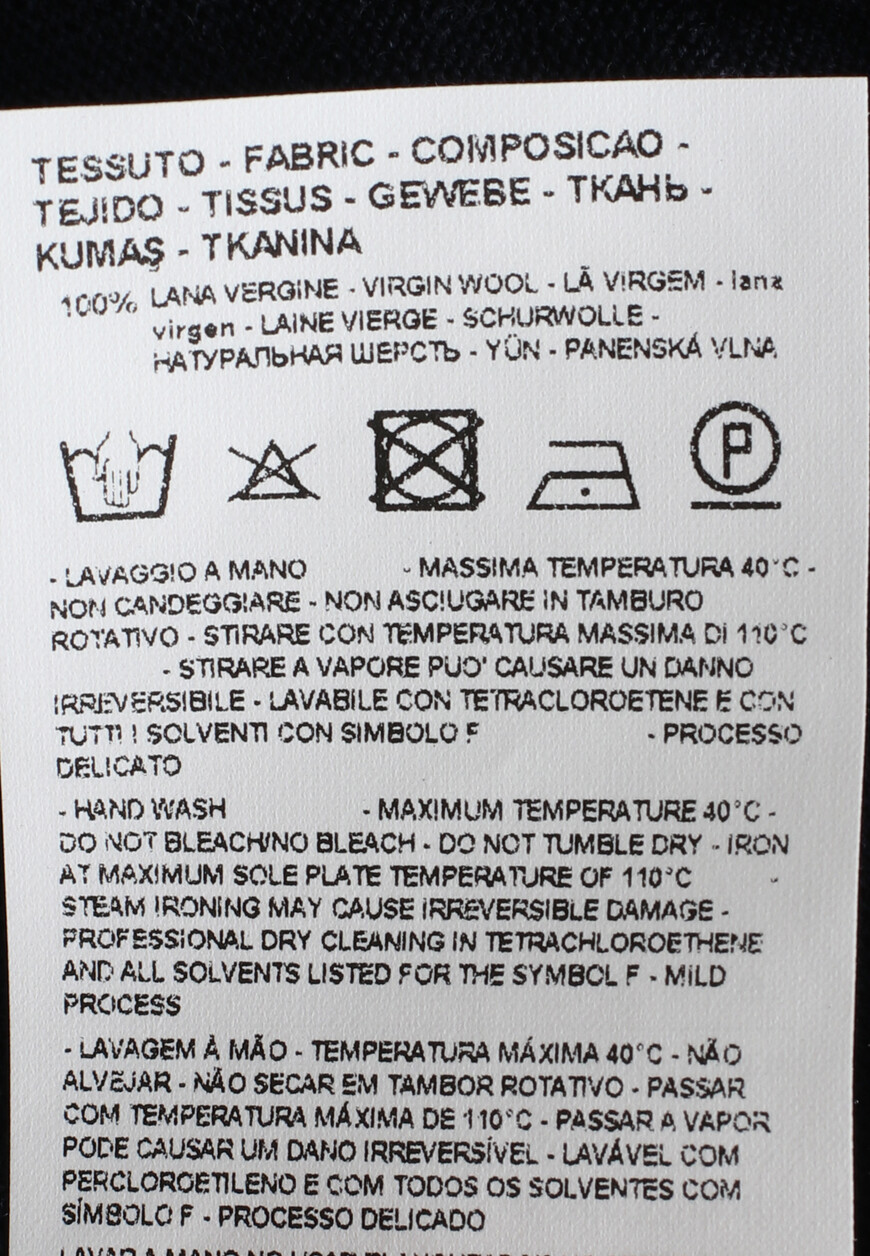 TESSUTO - FABRIC - COMPOSICAO -
TEJIDO - TISSUS - GEWEBE - ТКАНЬ -
KUMAŞ - TKANINA
100% LANA VERGINE - VIRGIN WOOL - LÃ VIRGEM - lana
virgen - LAINE VIERGE - SCHURWOLLE -
НАТУРАЛЬНАЯ ШЕРСТЬ - YÜN - PANENSKÁ VLNA
P
- LAVAGGIO A MANO - MASSIMA TEMPERATURA 40°C -
NON CANDEGGIARE - NON ASCIUGARE IN TAMBURO
ROTATIVO - STIRARE CON TEMPERATURA MASSIMA DI 110°C
- STIRARE A VAPORE PUO' CAUSARE UN DANNO
IRREVERSIBILE - LAVABILE CON TETRACLOROETENE E CON
TUTTI I SOLVENTI CON SIMBOLO F - PROCESSO
DELICATO
- HAND WASH - MAXIMUM TEMPERATURE 40°C -
DO NOT BLEACH/NO BLEACH - DO NOT TUMBLE DRY - IRON
AT MAXIMUM SOLE PLATE TEMPERATURE OF 110°C -
STEAM IRONING MAY CAUSE IRREVERSIBLE DAMAGE -
PROFESSIONAL DRY CLEANING IN TETRACHLOROETHENE
AND ALL SOLVENTS LISTED FOR THE SYMBOL F - MILD
PROCESS
- LAVAGEM À MÃO - TEMPERATURA MÁXIMA 40°C - NÃO
ALVEJAR - NÃO SECAR EM TAMBOR ROTATIVO - PASSAR
COM TEMPERATURA MÁXIMA DE 110°C - PASSAR A VAPOR
PODE CAUSAR UM DANO IRREVERSÍVEL - LAVÁVEL COM
PERCLOROETILENO E COM TODOS OS SOLVENTES COM
SÍMBOLO F - PROCESSO DELICADO
LAVAR A MANO